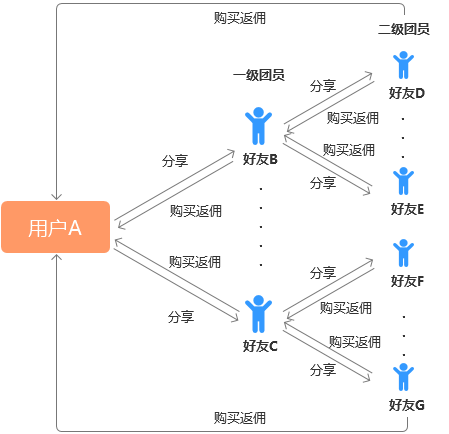 购买返佣
二级团员
一级团员
分享
好友D
购买返佣
分享
好友B
购买返佣
购买返佣
分享
好友E
用户A
购买返佣
分享
好友F
购买返佣
分享
好友C
购买返佣
分享
好友G
购买返佣